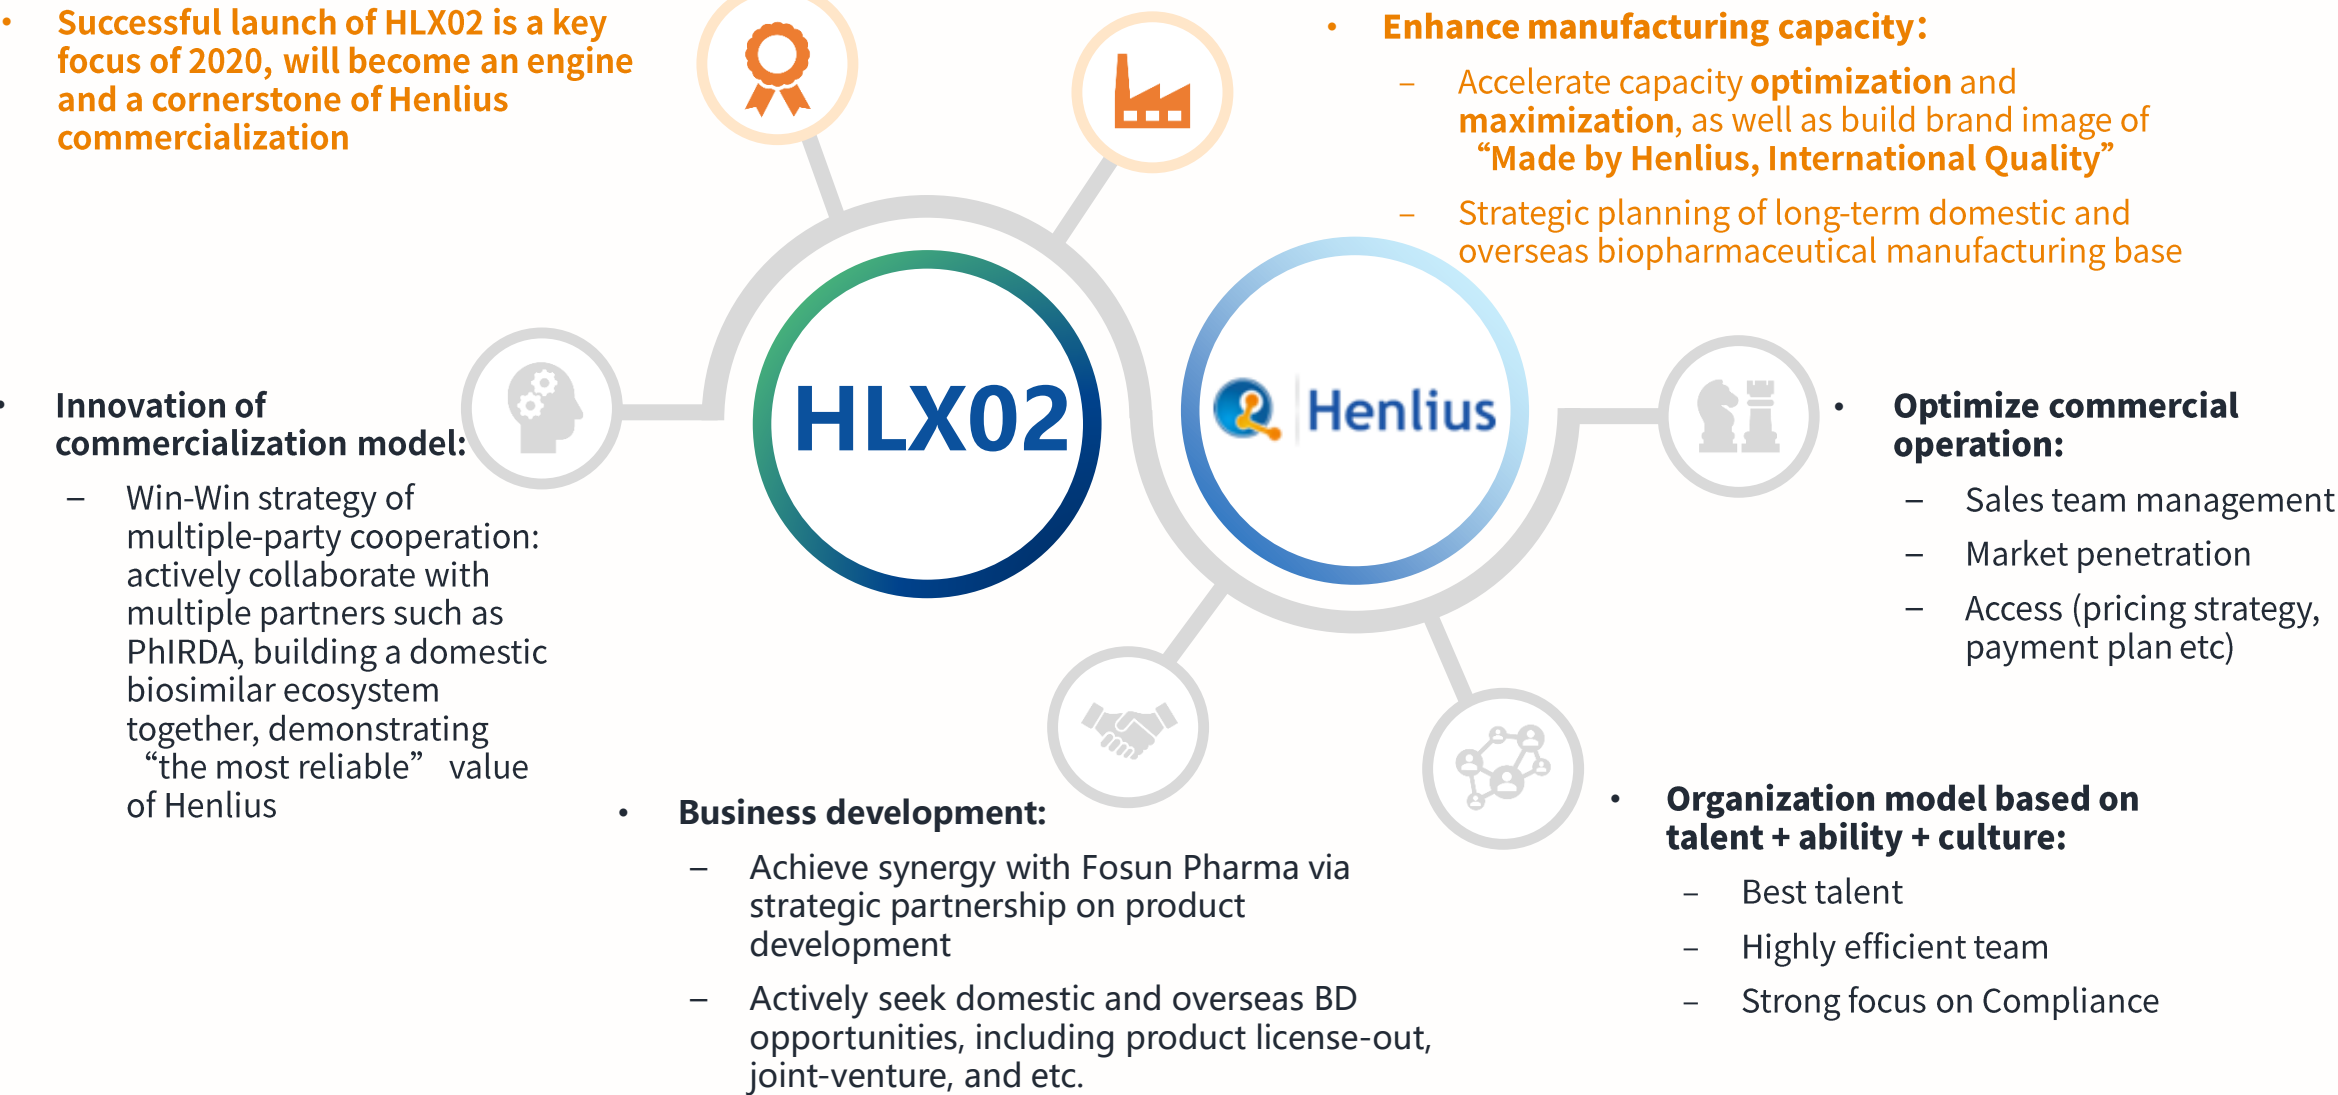 • Successful launch of HLX02 is a key
focus of 2020, will become an engine
and a cornerstone of Henlius
commercialization
• Enhance manufacturing capacity：
– Accelerate capacity optimization and
maximization, as well as build brand image of
“Made by Henlius, International Quality”
– Strategic planning of long-term domestic and
overseas biopharmaceutical manufacturing base
• Innovation of
commercialization model:
– Win-Win strategy of
multiple-party cooperation:
actively collaborate with
multiple partners such as
PhIRDA, building a domestic
biosimilar ecosystem
together, demonstrating
“the most reliable” value
of Henlius
HLX02
Henlius
• Optimize commercial
operation:
– Sales team management
– Market penetration
– Access (pricing strategy,
payment plan etc)
• Business development:
– Achieve synergy with Fosun Pharma via
strategic partnership on product
development
– Actively seek domestic and overseas BD
opportunities, including product license-out,
joint-venture, and etc.
• Organization model based on
talent + ability + culture:
– Best talent
– Highly efficient team
– Strong focus on Compliance